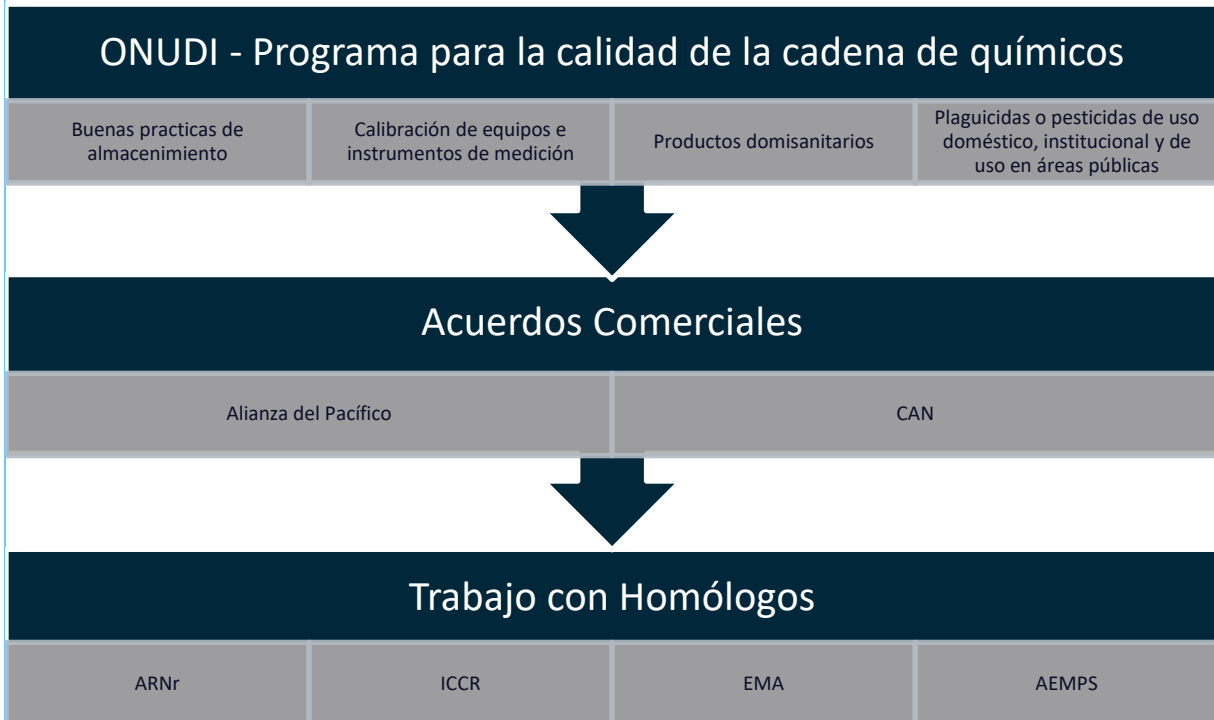 ONUDI - Programa para la calidad de la cadena de químicos
Buenas practicas de
almacenimiento
Calibración de equipos e
instrumentos de medición
Productos domisanitarios
Plaguicidas o pesticidas de uso
doméstico, institucional y de
uso en áreas públicas
Acuerdos Comerciales
Alianza del Pacífico
CAN
Trabajo con Homólogos
ARNr
ICCR
EMA
AEMPS